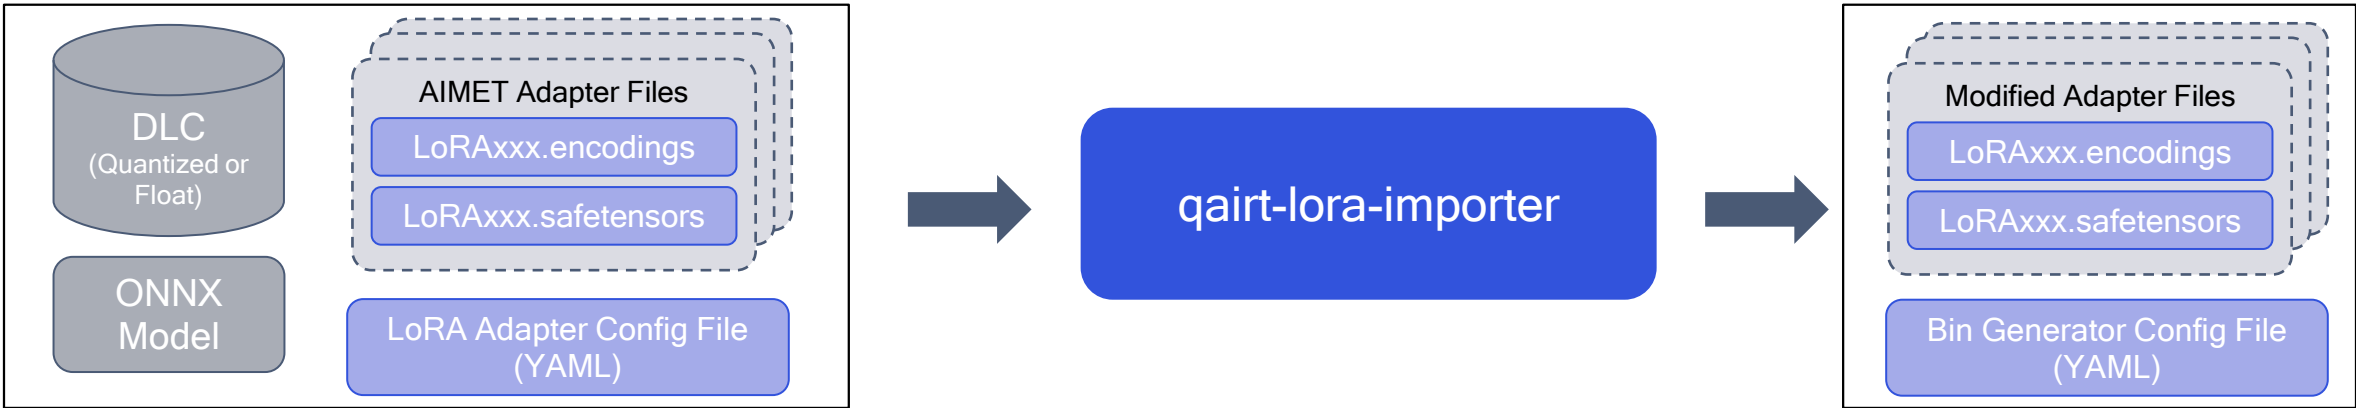 DLC
(Quantized or
Float)
ONNX
Model
AIMET Adapter Files
LoRAxxx.encodings
LoRAxxx.safetensors
LoRA Adapter Config File
(YAML)
qairt-lora-importer
Modified Adapter Files
LoRAxxx.encodings
LoRAxxx.safetensors
Bin Generator Config File
(YAML)